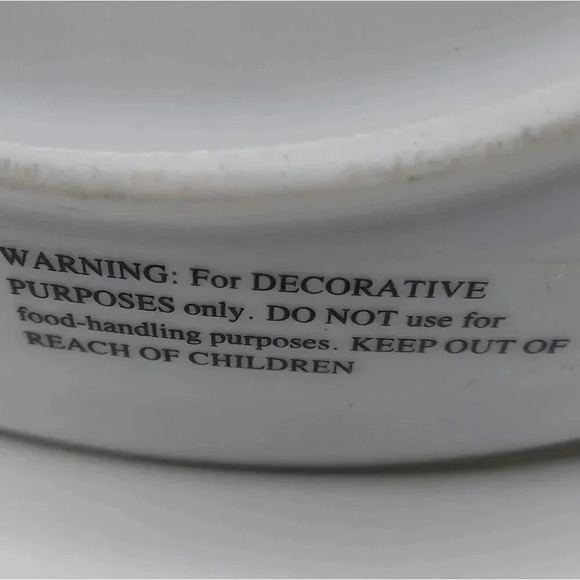 WARNING: For DECORATIVE
PURPOSES only. DO NOT use for
food-handling purposes. KEEP OUT OF
REACH OF CHILDREN